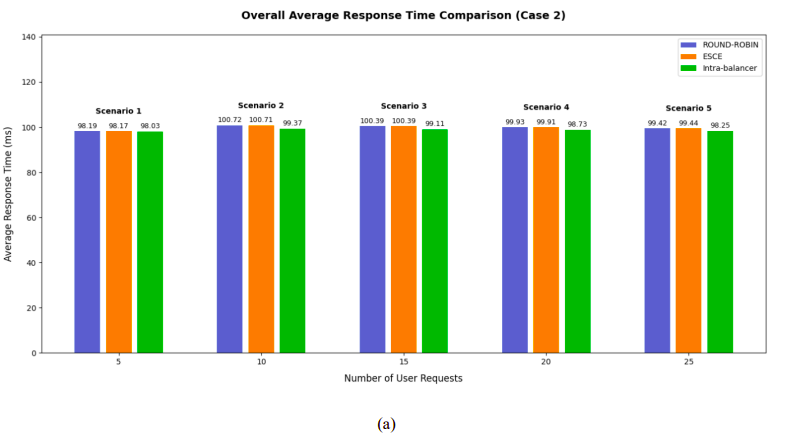 Overall Average Response Time Comparison (Case 2)
ROUND-ROBIN
ESCE
Intra-balancer
Average Response Time (ms)
140
120
100
80
60
40
20
0
Scenario 1
98.19 98.17 98.03
Scenario 2
100.72 100.71 99.37
Scenario 3
100.39 100.39 99.11
Scenario 4
99.93 99.91 98.73
Scenario 5
99.42 99.44 98.25
5 10 15 20 25
Number of User Requests
(a)